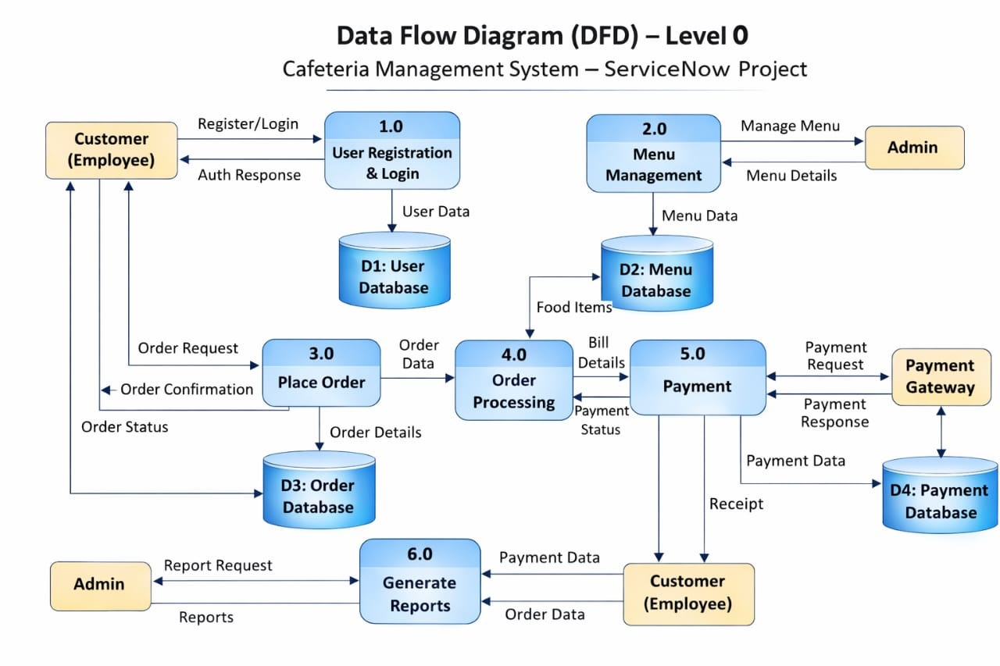 Data Flow Diagram (DFD) – Level 0
Cafeteria Management System – ServiceNow Project
Customer
(Employee)
Register/Login
Auth Response
1.0
User Registration
& Login
User Data
D1: User
Database
2.0
Menu
Management
Manage Menu
Menu Details
Admin
Menu Data
D2: Menu
Database
Food Items
Order Request
Order Confirmation
Order Status
3.0
Place Order
Order
Data
Order Details
D3: Order
Database
4.0
Order
Processing
Bill
Details
Payment
Status
5.0
Payment
Payment
Request
Payment
Response
Payment
Gateway
Payment Data
D4: Payment
Database
Receipt
Admin
Report Request
Reports
6.0
Generate
Reports
Payment Data
Order Data
Customer
(Employee)